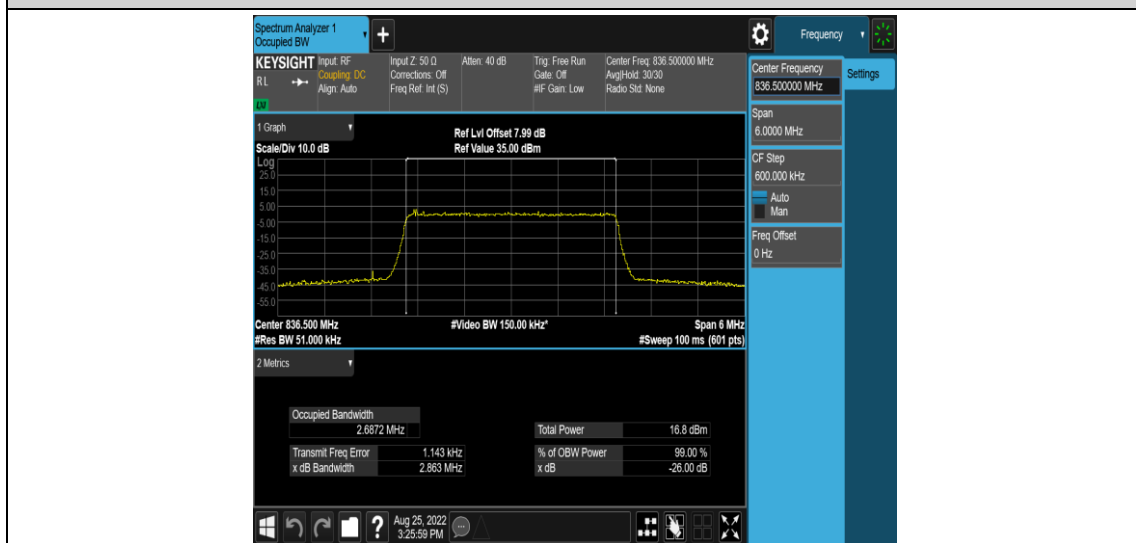 Spectrum Analyzer 1
Occupied BW
+
Frequency
KEYSIGHT
RL
LW
Input: RF
Coupling: DC
Align: Auto
Input Z: 50 Ω
Corrections: Off
Freq Ref: Int (S)
Atten: 40 dB
Trig: Free Run
Gate: Off
#IF Gain: Low
Center Freq: 836.500000 MHz
Avg|Hold: 30/30
Radio Std: None
Center Frequency
836.500000 MHz
Settings
Span
6.0000 MHz
CF Step
600.000 kHz
Auto
Man
Freq Offset
0 Hz
1 Graph
Ref Lvl Offset 7.99 dB
Scale/Div 10.0 dB
Ref Value 35.00 dBm
Log
25.0
15.0
5.00
-5.00
-15.0
-25.0
-35.0
-45.0
-55.0
Center 836.500 MHz
#Video BW 150.00 kHz*
Span 6 MHz
#Res BW 51.000 kHz
#Sweep 100 ms (601 pts)
2 Metrics
Occupied Bandwidth
2.6872 MHz
Total Power 16.8 dBm
Transmit Freq Error 1.143 kHz
% of OBW Power 99.00 %
x dB Bandwidth 2.863 MHz
x dB -26.00 dB
?
Aug 25, 2022
3:25:59 PM